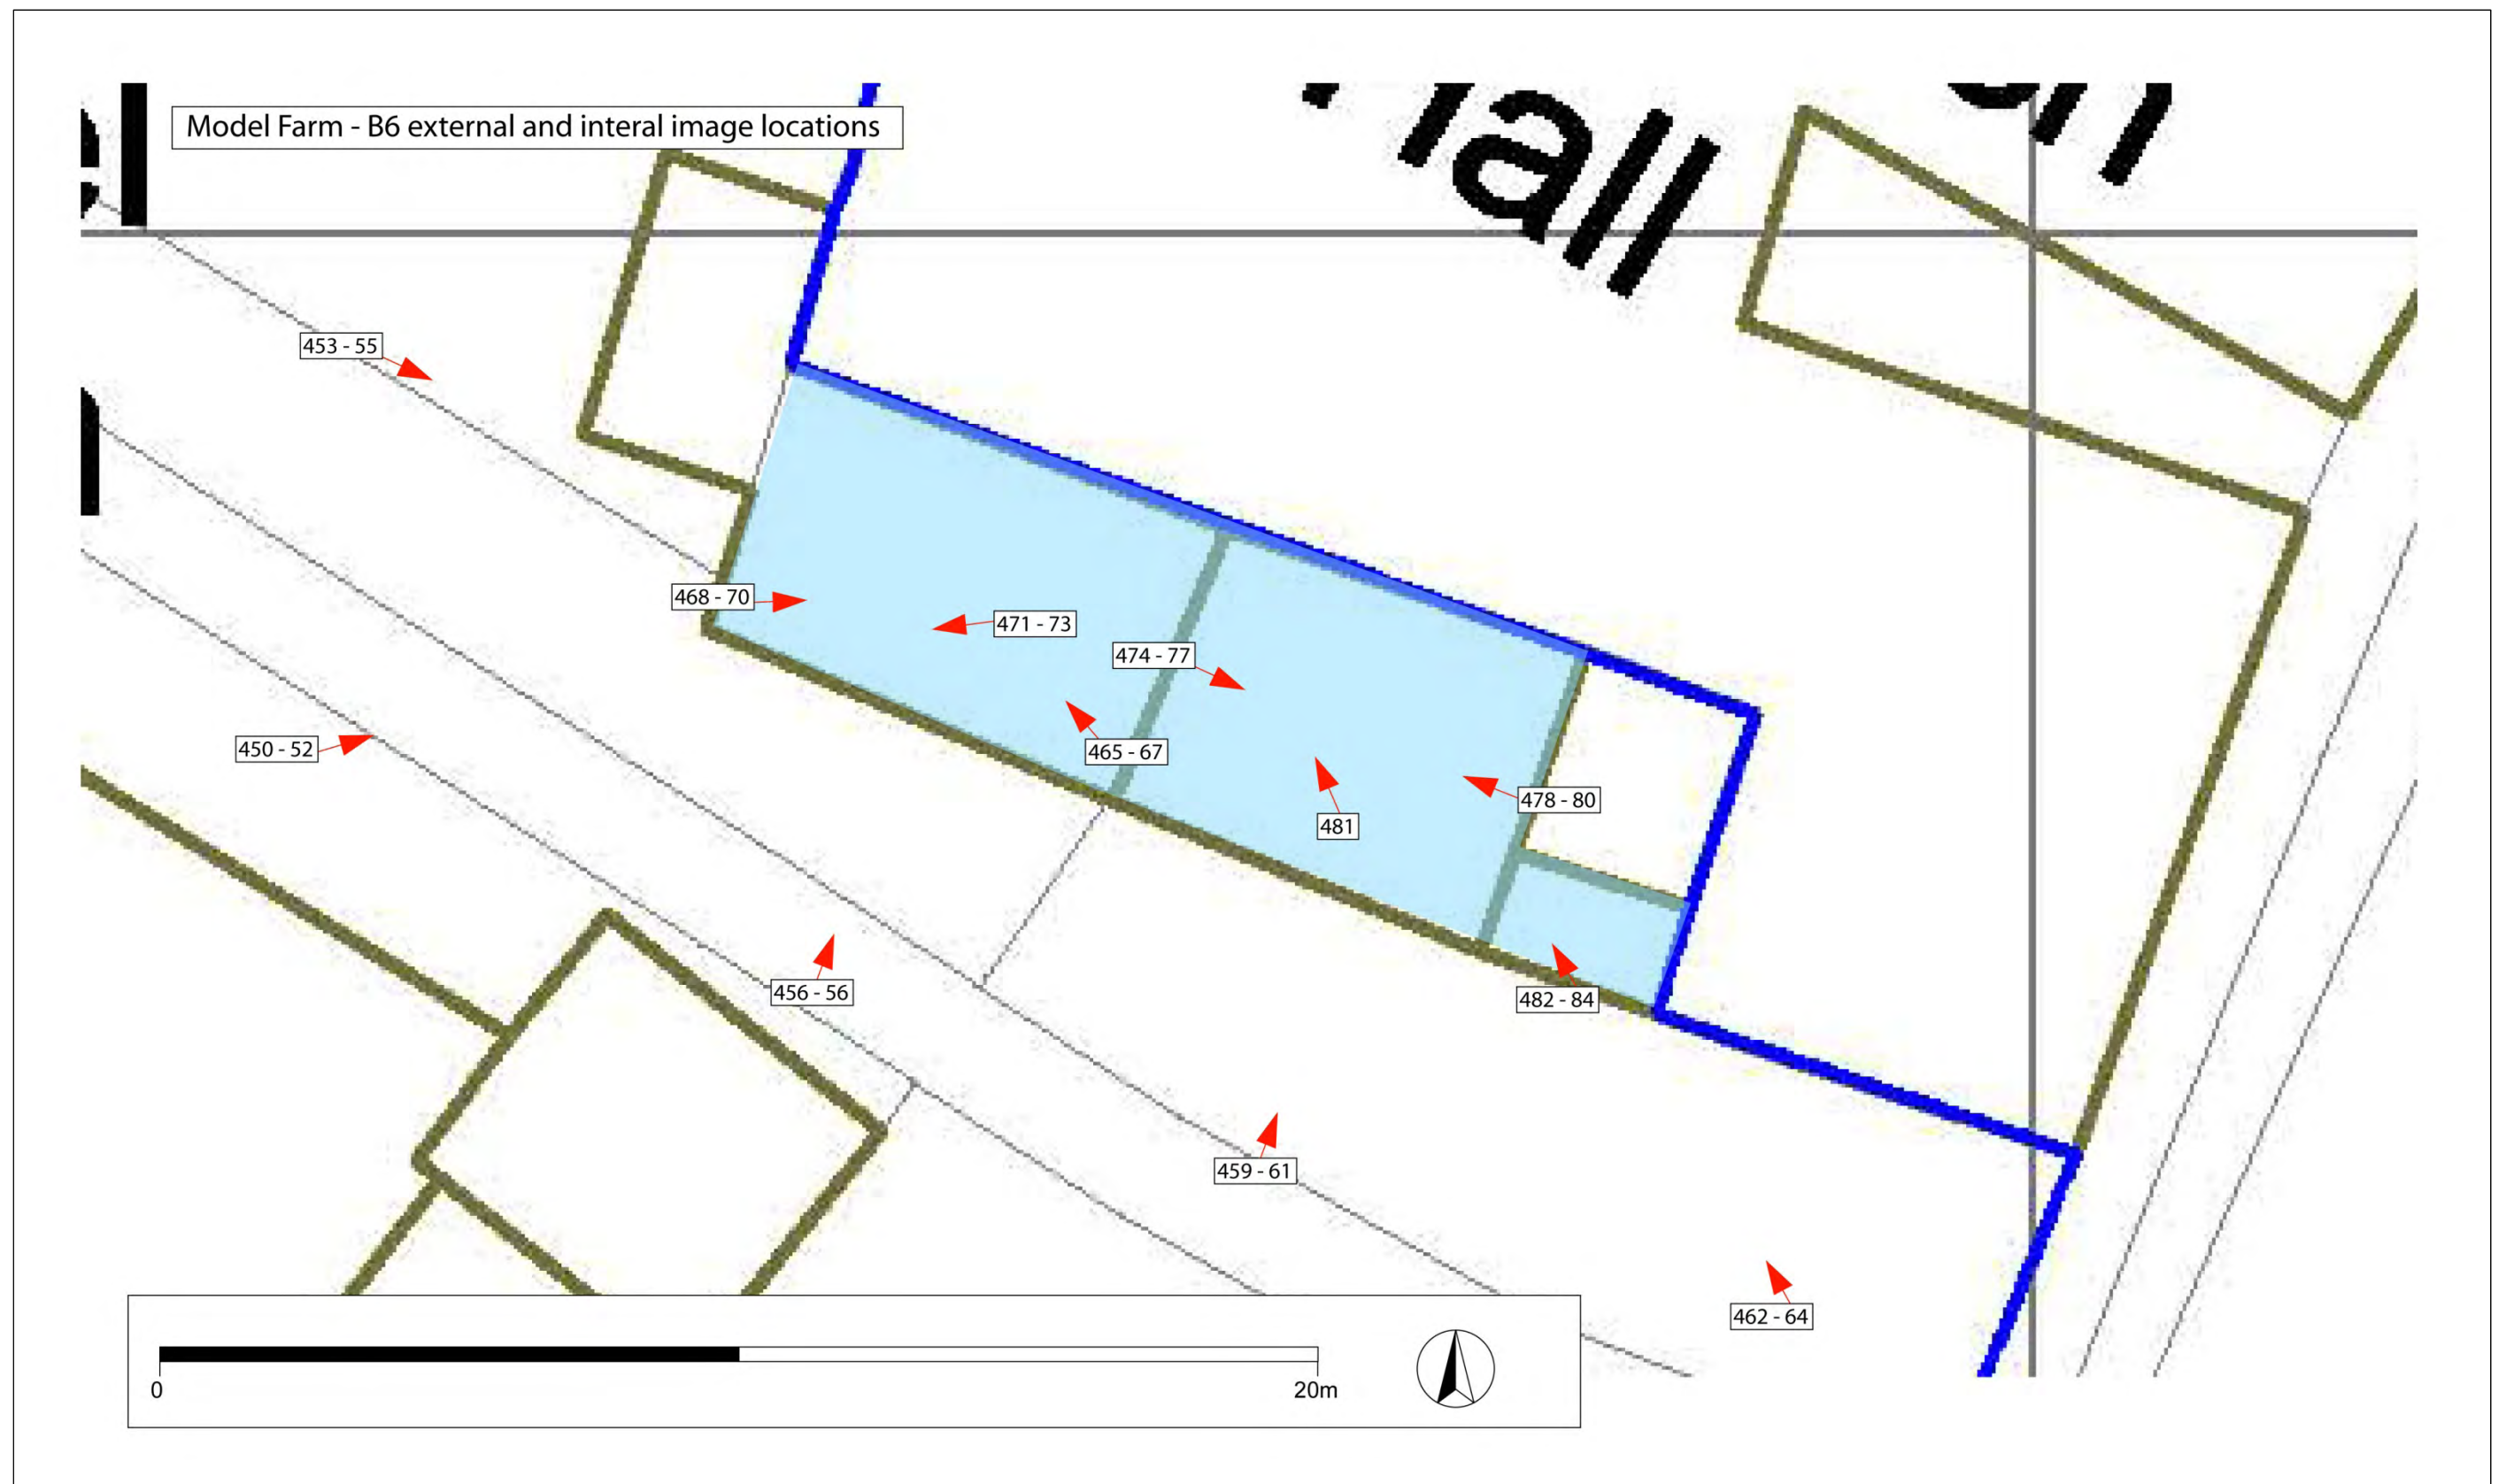 Model Farm - B6 external and interal image locations
all
453 - 55
468 - 70
471 - 73
474 - 77
450 - 52
465 - 67
478 - 80
481
456 - 56
482 - 84
459 - 61
462 - 64
0
20m